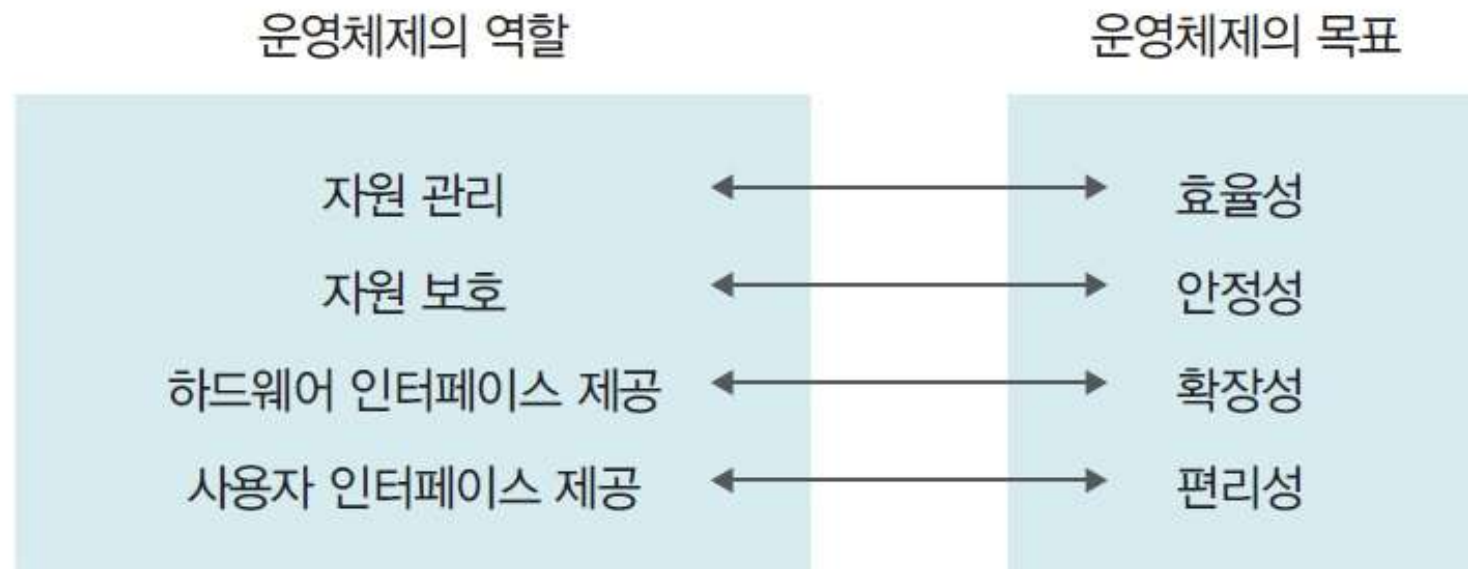 운영체제의 역할 운영체제의 목표
자원 관리 효율성
자원 보호 안정성
하드웨어 인터페이스 제공 확장성
사용자 인터페이스 제공 편리성